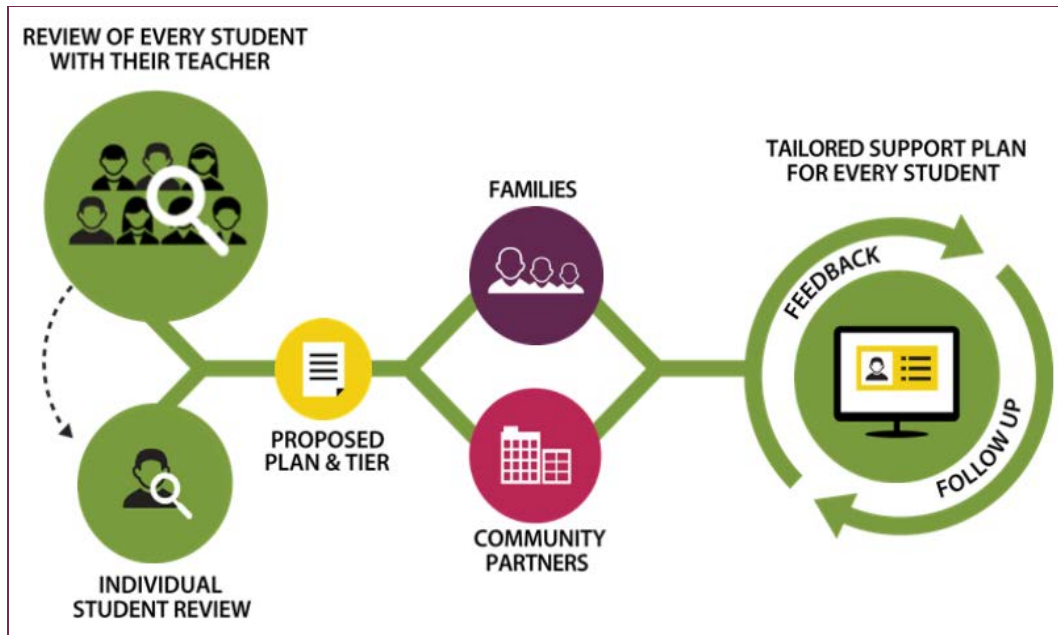 REVIEW OF EVERY STUDENT
WITH THEIR TEACHER
INDIVIDUAL
STUDENT REVIEW
PROPOSED
PLAN & TIER
FAMILIES
COMMUNITY
PARTNERS
TAILORED SUPPORT PLAN
FOR EVERY STUDENT
FEEDBACK
FOLLOW UP